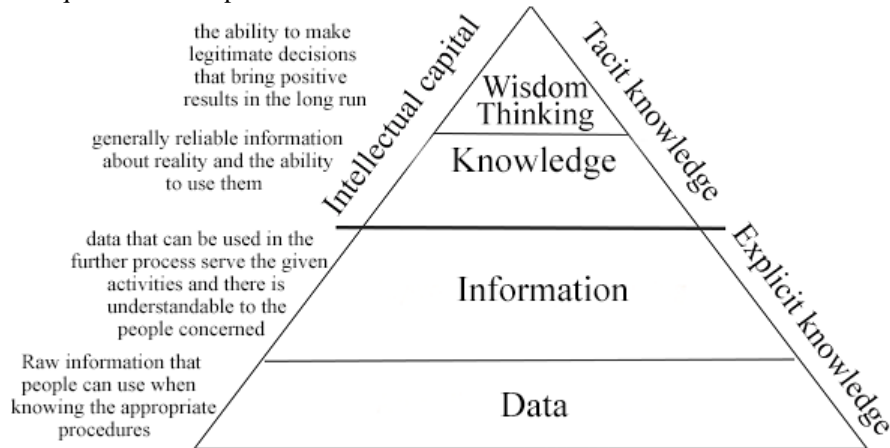 the ability to make
legitimate decisions
that bring positive
results in the long run
Intellectual capital
Tacit knowledge
Wisdom
Thinking
generally reliable information
about reality and the ability
to use them
Knowledge
data that can be used in the
further process serve the given
activities and there is
understandable to the
people concerned
Information
Explicit knowledge
Raw information that
people can use when
knowing the appropriate
procedures
Data